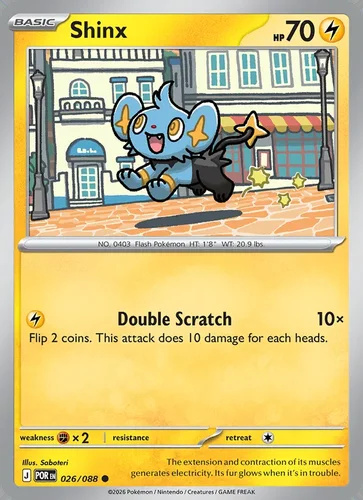 BASIC Shinx HP 70
NO. 0403 Flash Pokémon HT: 1'8" WT: 20.9 lbs.
Double Scratch 10×
Flip 2 coins. This attack does 10 damage for each heads.
weakness × 2 resistance retreat
Illus. Saboteri
The extension and contraction of its muscles
generates electricity. Its fur glows when it's in trouble.
J POR EN 026/088
©2026 Pokémon / Nintendo / Creatures / GAME FREAK